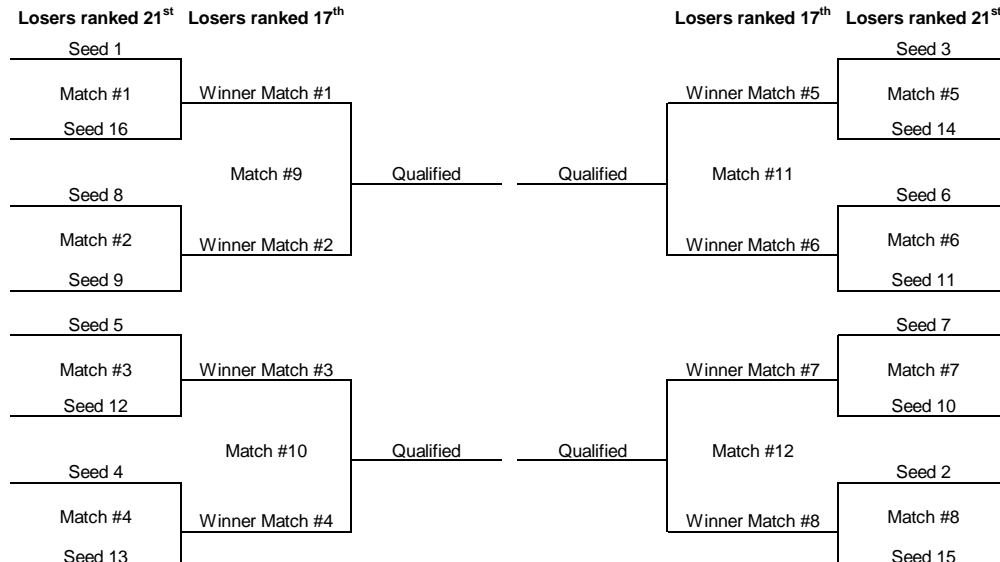 Losers ranked 21st Losers ranked 17th Losers ranked 17th Losers ranked 21st
Seed 1 Seed 3
Match #1 Winner Match #1 Winner Match #5 Match #5
Seed 16 Seed 14
Match #9 Qualified Qualified Match #11
Seed 8 Seed 6
Match #2 Winner Match #2 Winner Match #6 Match #6
Seed 9 Seed 11
Seed 5 Seed 7
Match #3 Winner Match #3 Winner Match #7 Match #7
Seed 12 Seed 10
Match #10 Qualified Qualified Match #12
Seed 4 Seed 2
Match #4 Winner Match #4 Winner Match #8 Match #8
Seed 13 Seed 15